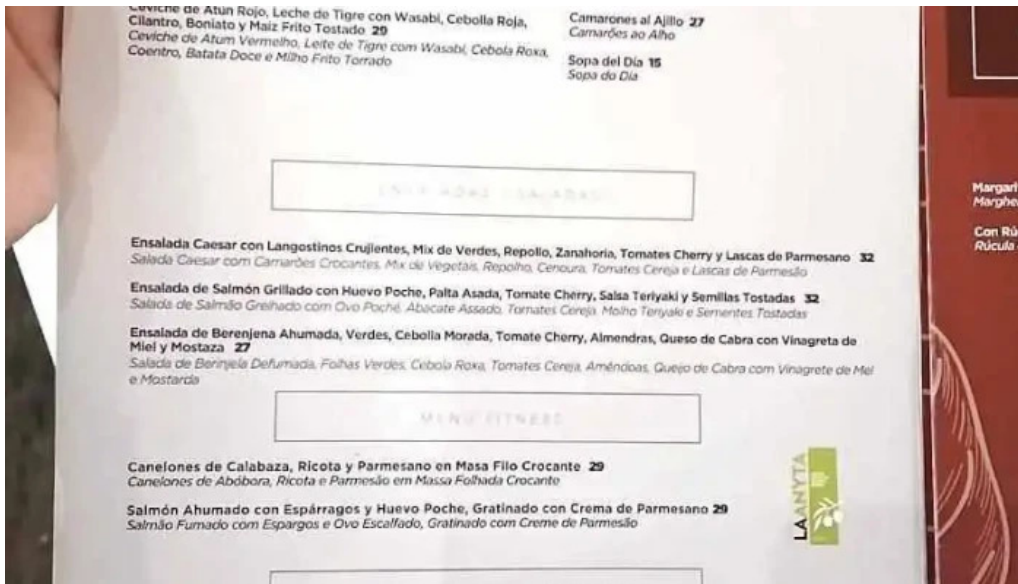 Ceviche de Atún Rojo, Leche de Tigre con Wasabi, Cebolla Roja,
Cilantro, Boniato y Maíz Frito Tostado 29
Ceviche de Atum Vermelho, Leite de Tigre com Wasabi, Cebola Roxa,
Coentro, Batata Doce e Milho Frito Torrado
Camarones al Ajillo 27
Camarões ao Alho
Sopa del Día 15
Sopa do Dia
Ensalada Caesar con Langostinos Crujientes, Mix de Verdes, Repollo, Zanahoria, Tomates Cherry y Lascas de Parmesano 32
Salada Caesar com Camarões Crocantes, Mix de Vegetais, Repolho, Cenoura, Tomates Cereja e Lascas de Parmesão
Ensalada de Salmón Grillado con Huevo Poche, Palta Asada, Tomate Cherry, Salsa Teriyaki y Semillas Tostadas 32
Salada de Salmão Grelhado com Ovo Poché, Abacate Assado, Tomates Cereja, Molho Teriyaki e Sementes Tostadas
Ensalada de Berenjena Ahumada, Verdes, Cebolla Morada, Tomate Cherry, Almendras, Queso de Cabra con Vinagreta de
Miel y Mostaza 27
Salada de Berinjela Defumada, Folhas Verdes, Cebola Roxa, Tomates Cereja, Amêndoas, Queijo de Cabra com Vinagrete de Mel
e Mostarda
MENÚ FITNESS
Canelones de Calabaza, Ricota y Parmesano en Masa Filo Crocante 29
Canelones de Abóbora, Ricota e Parmesão em Massa Folhada Crocante
Salmón Ahumado con Espárragos y Huevo Poche, Gratinado con Crema de Parmesano 29
Salmão Fumado com Espargos e Ovo Escalfado, Gratinado com Creme de Parmesão
LA ANYTA
Con
Rúcula